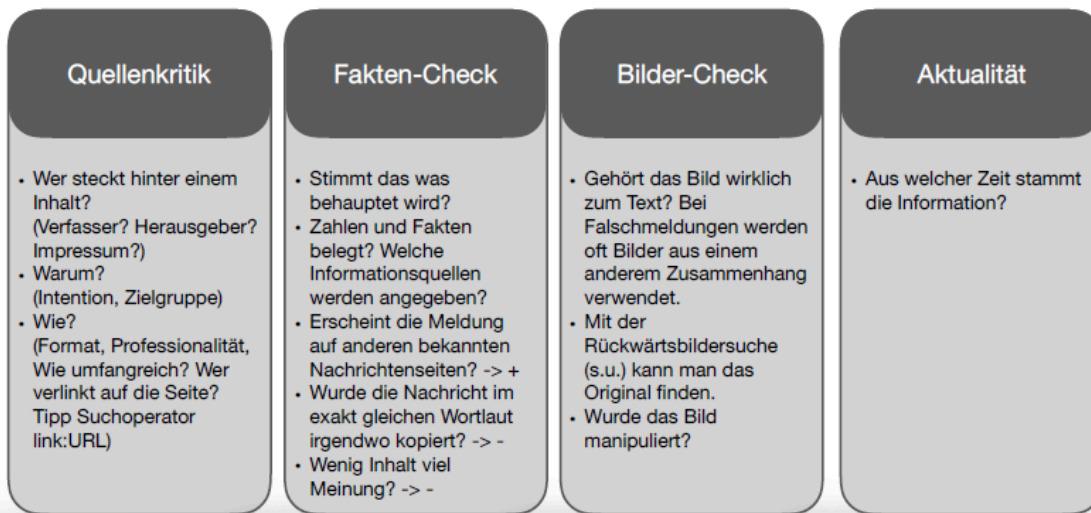 Quellenkritik
• Wer steckt hinter einem
Inhalt?
(Verfasser? Herausgeber?
Impressum?)
• Warum?
(Intention, Zielgruppe)
• Wie?
(Format, Professionalität,
Wie umfangreich? Wer
verlinkt auf die Seite?
Tipp Suchoperator
link:URL)
Fakten-Check
• Stimmt das was
behauptet wird?
• Zahlen und Fakten
belegt? Welche
Informationsquellen
werden angegeben?
• Erscheint die Meldung
auf anderen bekannten
Nachrichtenseiten? -> +
• Wurde die Nachricht im
exakt gleichen Wortlaut
irgendwo kopiert? -> -
• Wenig Inhalt viel
Meinung? -> -
Bilder-Check
• Gehört das Bild wirklich
zum Text? Bei
Falschmeldungen werden
oft Bilder aus einem
anderem Zusammenhang
verwendet.
• Mit der
Rückwärtsbildersuche
(s.u.) kann man das
Original finden.
• Wurde das Bild
manipuliert?
Aktualität
• Aus welcher Zeit stammt
die Information?